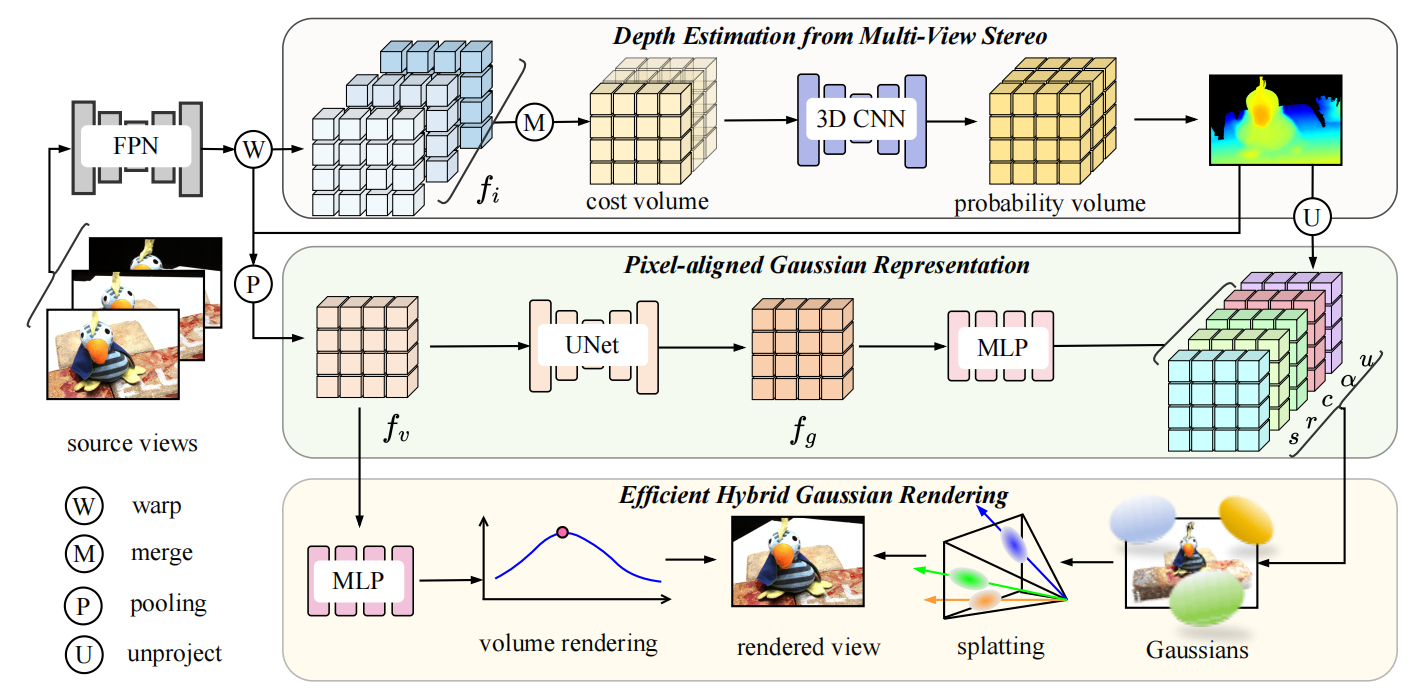 Depth Estimation from Multi-View Stereo
FPN
W
M
3D CNN
f_i
cost volume
probability volume
U
P
Pixel-aligned Gaussian Representation
UNet
MLP
f_v
f_g
s r c α u
source views
W warp
M merge
P pooling
U unproject
Efficient Hybrid Gaussian Rendering
MLP
volume rendering
rendered view
splatting
Gaussians